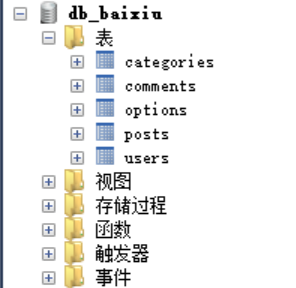 db_baixiu
表
categories
comments
options
posts
users
视图
存储过程
函数
触发器
事件